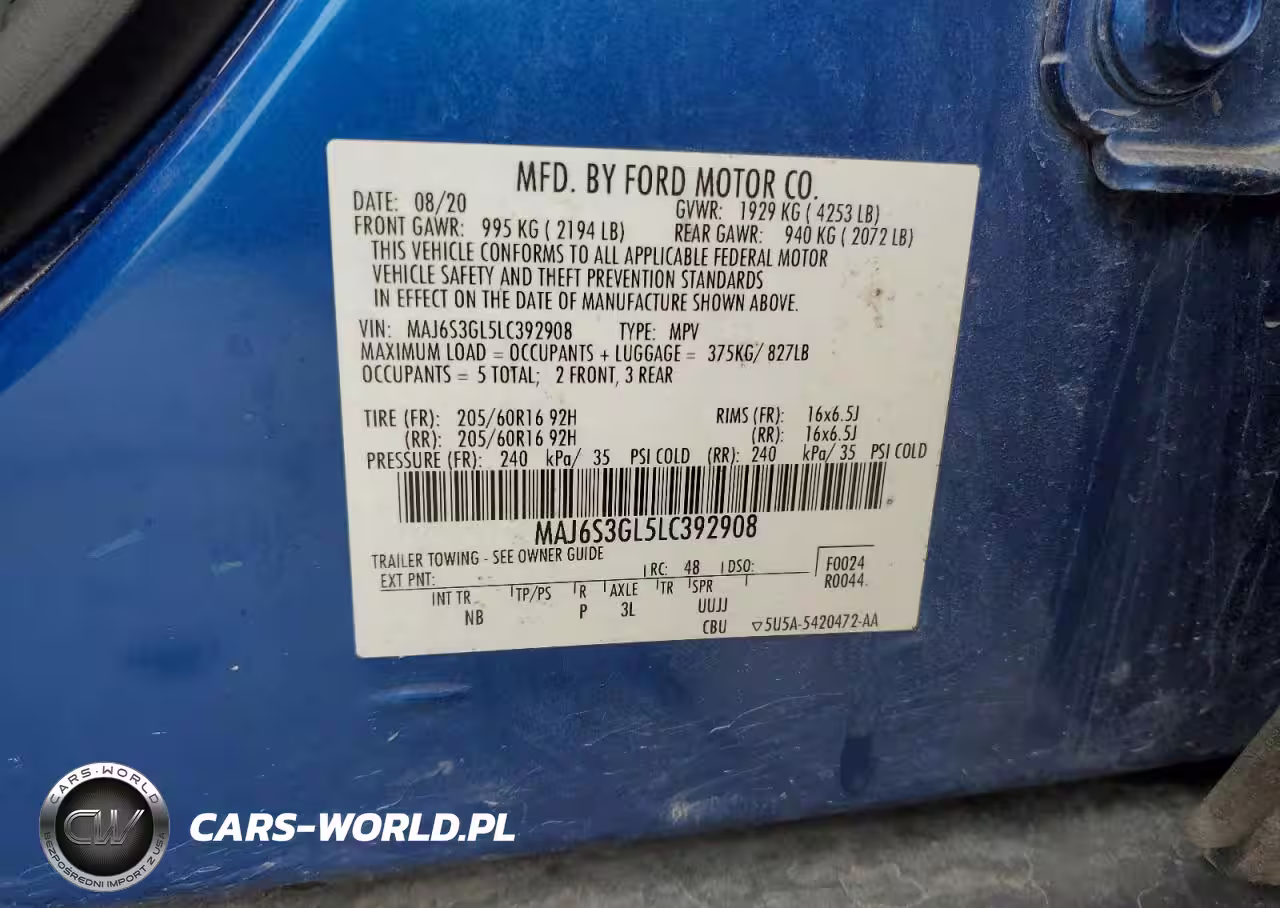 MFD. BY FORD MOTOR CO.
DATE: 08/20 GVWR: 1929 KG ( 4253 LB)
FRONT GAWR: 995 KG ( 2194 LB) REAR GAWR: 940 KG ( 2072 LB)
THIS VEHICLE CONFORMS TO ALL APPLICABLE FEDERAL MOTOR
VEHICLE SAFETY AND THEFT PREVENTION STANDARDS
IN EFFECT ON THE DATE OF MANUFACTURE SHOWN ABOVE.
VIN: MAJ6S3GL5LC392908 TYPE: MPV
MAXIMUM LOAD = OCCUPANTS + LUGGAGE = 375KG/ 827LB
OCCUPANTS = 5 TOTAL; 2 FRONT, 3 REAR
TIRE (FR): 205/60R16 92H RIMS (FR): 16x6.5J
(RR): 205/60R16 92H (RR): 16x6.5J
PRESSURE (FR): 240 kPa/ 35 PSI COLD (RR): 240 kPa/ 35 PSI COLD
MAJ6S3GL5LC392908
TRAILER TOWING - SEE OWNER GUIDE
EXT PNT: RC: 48 DSO: F0024
INT TR TP/PS R AXLE TR SPR R0044
NB P 3L UUJJ
CBU ▽5U5A-5420472-AA
CARS-WORLD
CW
BEZPOŚREDNI IMPORT Z USA
CARS-WORLD.PL